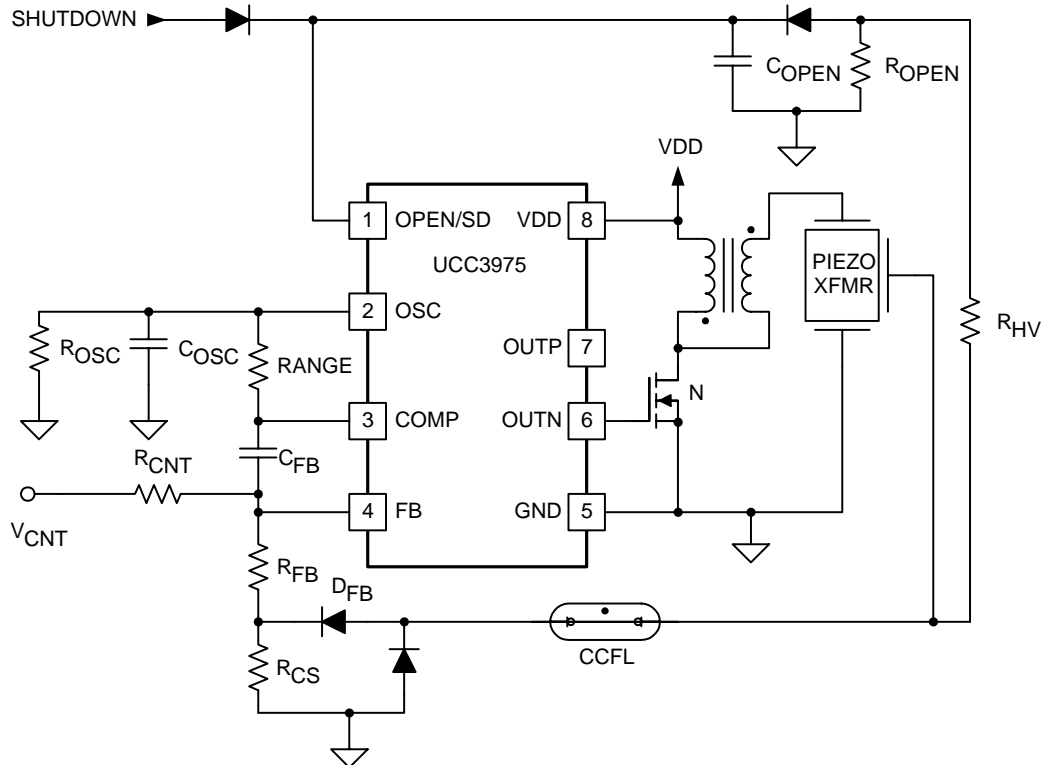 SHUTDOWN
COPEN
ROPEN
VDD
1
OPEN/SD
VDD
8
UCC3975
PIEZO
XFMR
2
OSC
ROSC
COSC
RANGE
OUTP
7
RHV
N
3
COMP
OUTN
6
RCNT
CFB
VCNT
4
FB
GND
5
RFB
DFB
RCS
CCFL